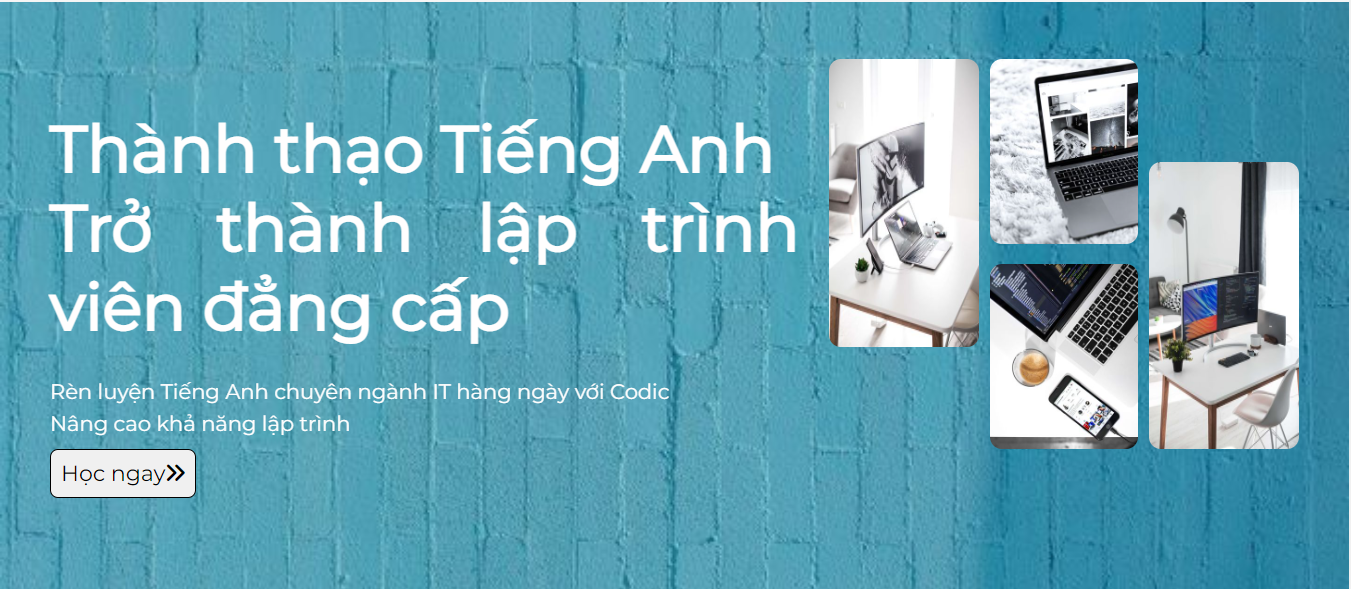 Thành thạo Tiếng Anh
Trở thành lập trình
viên đẳng cấp
Rèn luyện Tiếng Anh chuyên ngành IT hàng ngày với Codic
Nâng cao khả năng lập trình
Học ngay